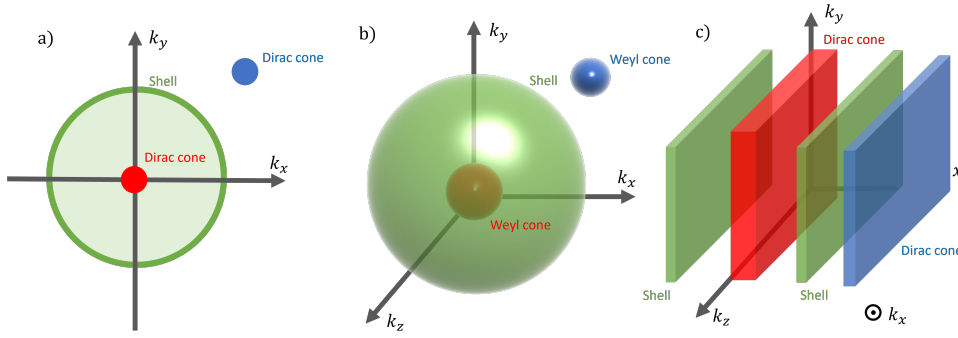 a)
k_y
Dirac cone
Shell
Dirac cone
k_x
b)
k_y
Weyl cone
Shell
k_x
Weyl cone
k_z
c)
k_y
Dirac cone
x
Dirac cone
Shell
Shell
k_z
k_x